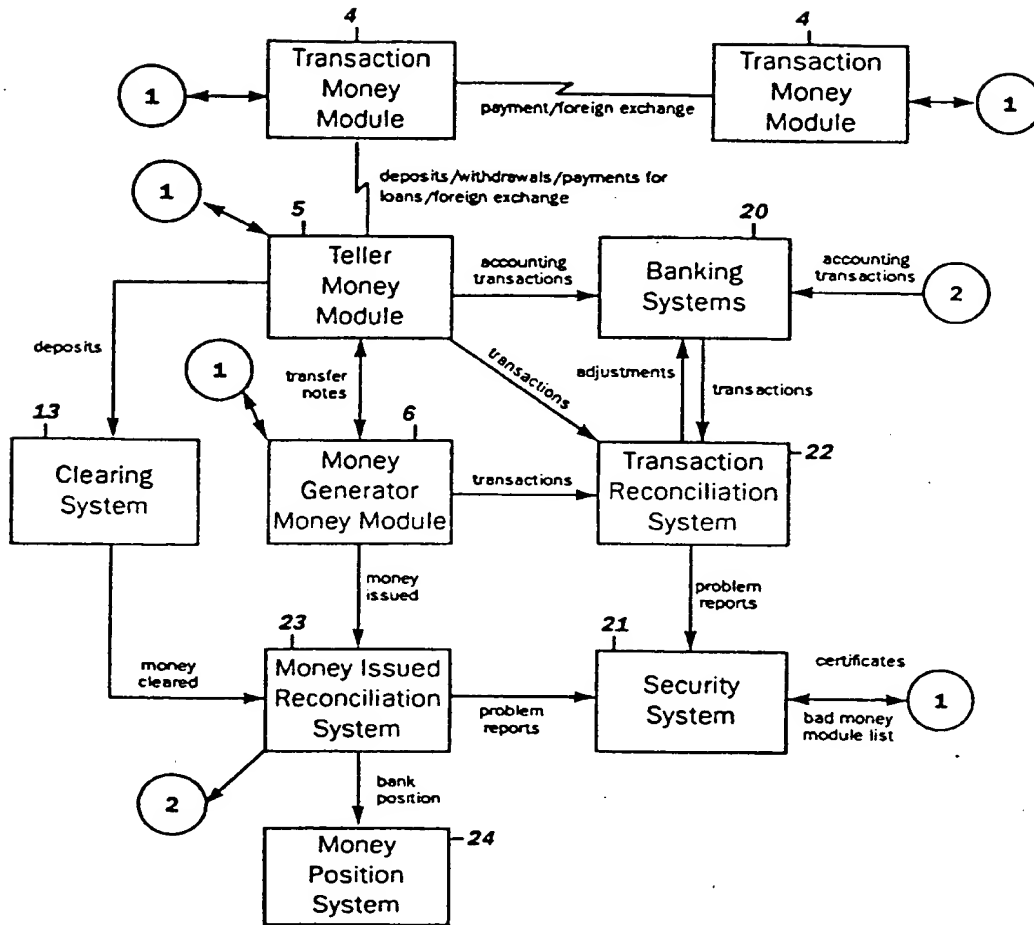 4
4
Transaction
Money
Module
Transaction
Money
Module
1
1
payment/foreign exchange
deposits/withdrawals/payments for
loans/foreign exchange
1
5
20
Teller
Money
Module
accounting
transactions
Banking
Systems
accounting
transactions
2
deposits
1
transfer
notes
transactions
adjustments
transactions
13
6
22
Clearing
System
Money
Generator
Money Module
transactions
Transaction
Reconciliation
System
money
issued
problem
reports
23
21
money
cleared
Money Issued
Reconciliation
System
problem
reports
Security
System
certificates
bad money
module list
1
2
bank
position
24
Money
Position
System